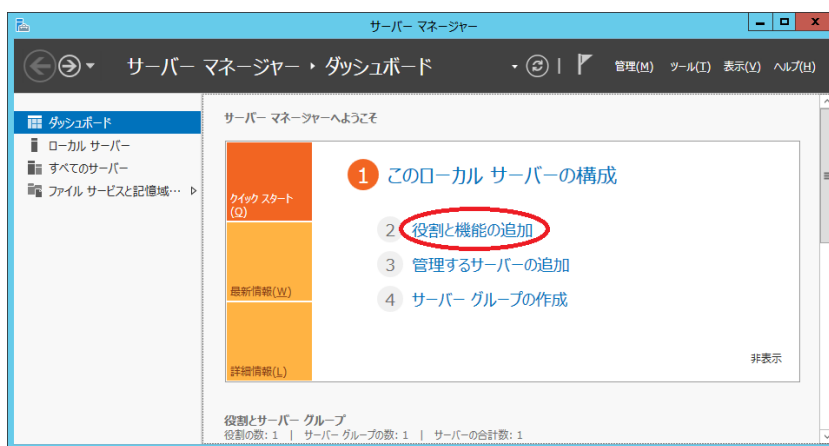 サーバー マネージャー
サーバー マネージャー ・ ダッシュボード
管理(M) ツール(T) 表示(V) ヘルプ(H)
ダッシュボード
ローカル サーバー
すべてのサーバー
ファイル サービスと記憶域…
サーバー マネージャーへようこそ
クイック スタート
(Q)
最新情報(W)
詳細情報(L)
1 このローカル サーバーの構成
2 役割と機能の追加
3 管理するサーバーの追加
4 サーバー グループの作成
非表示
役割とサーバー グループ
役割の数: 1 | サーバー グループの数: 1 | サーバーの合計数: 1